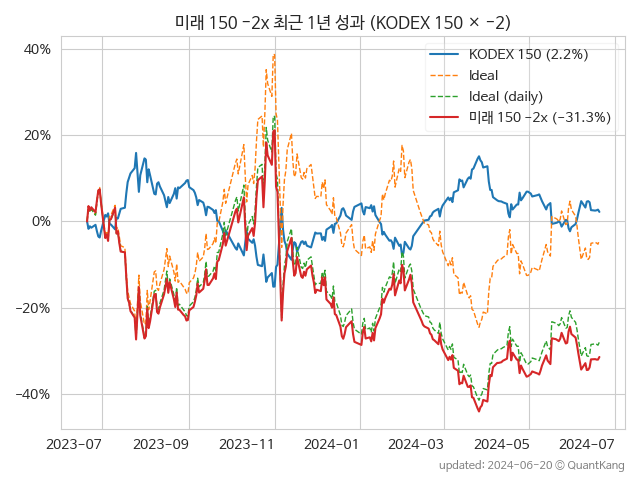 미래 150 −2x 최근 1년 성과 (KODEX 150 × −2)
KODEX 150 (2.2%)
Ideal
Ideal (daily)
미래 150 −2x (−31.3%)
40%
20%
0%
−20%
−40%
2023-07
2023-09
2023-11
2024-01
2024-03
2024-05
2024-07
updated: 2024-06-20 © QuantKang